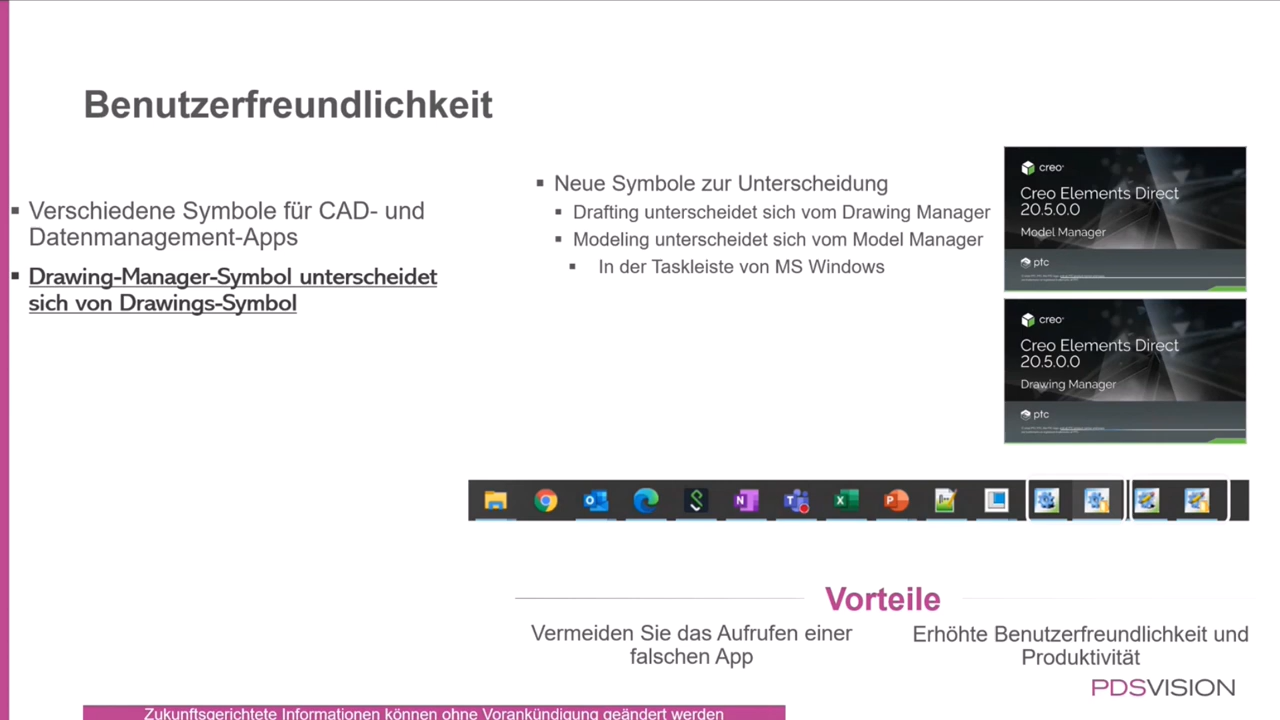 Benutzerfreundlichkeit
▪ Verschiedene Symbole für CAD- und
Datenmanagement-Apps
▪ Drawing-Manager-Symbol unterscheidet
sich von Drawings-Symbol
▪ Neue Symbole zur Unterscheidung
▪ Drafting unterscheidet sich vom Drawing Manager
▪ Modeling unterscheidet sich vom Model Manager
▪ In der Taskleiste von MS Windows
creo
Creo Elements Direct
20.5.0.0
Model Manager
ptc
creo
Creo Elements Direct
20.5.0.0
Drawing Manager
ptc
Vorteile
Vermeiden Sie das Aufrufen einer
falschen App
Erhöhte Benutzerfreundlichkeit und
Produktivität
PDSVISION
Zukunftsgerichtete Informationen können ohne Vorankündigung geändert werden